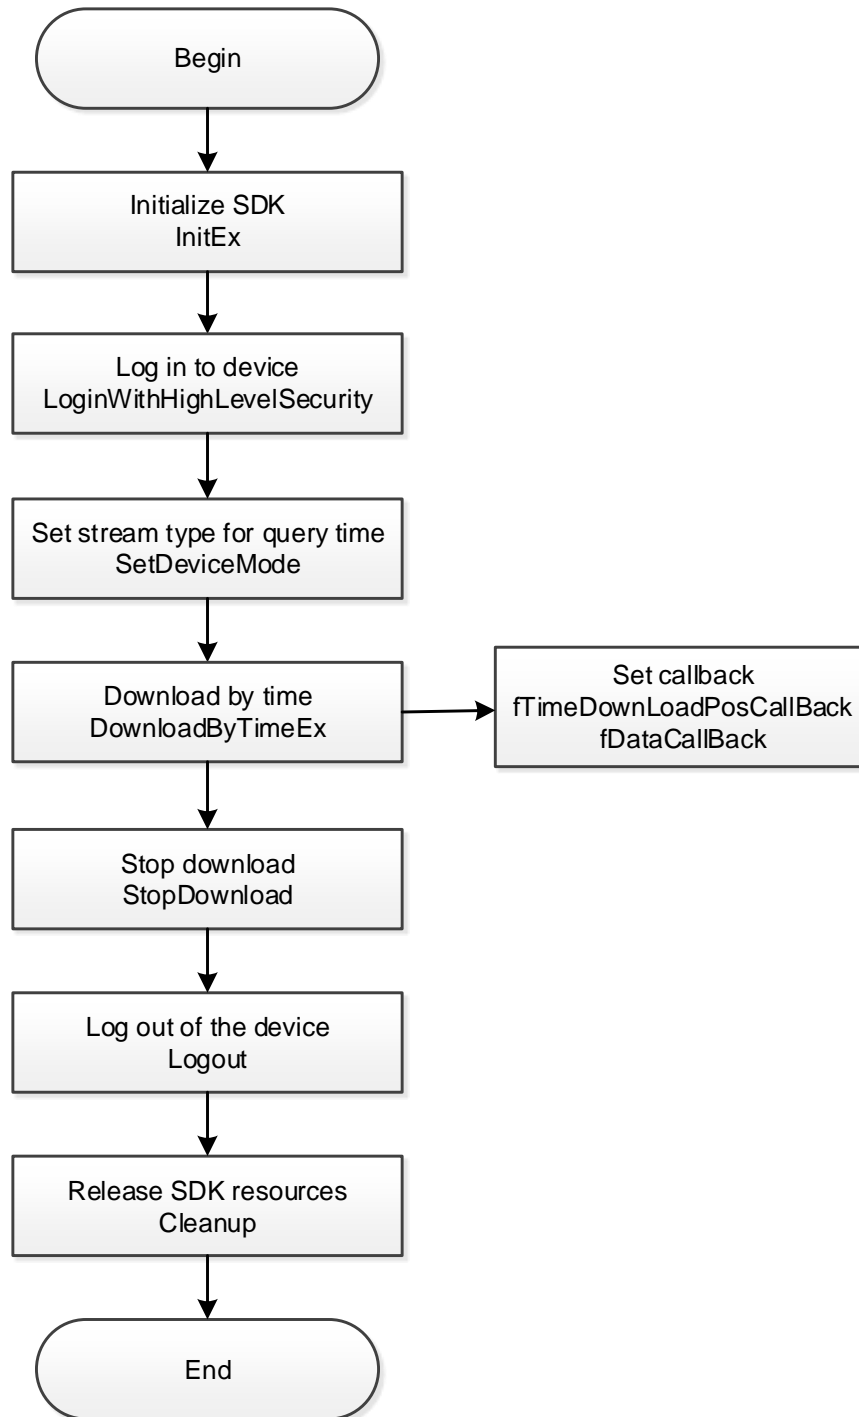 Begin
Initialize SDK
InitEx
Log in to device
LoginWithHighLevelSecurity
Set stream type for query time
SetDeviceMode
Download by time
DownloadByTimeEx
Set callback
fTimeDownLoadPosCallBack
fDataCallBack
Stop download
StopDownload
Log out of the device
Logout
Release SDK resources
Cleanup
End